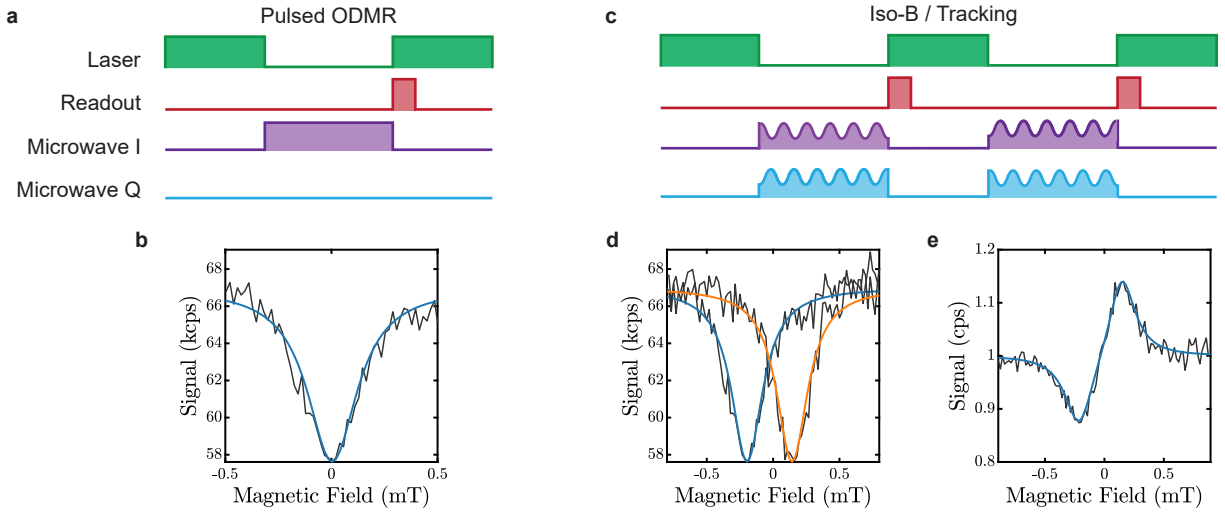 a
Pulsed ODMR
Laser
Readout
Microwave I
Microwave Q
c
Iso-B / Tracking
b
68
66
64
62
60
58
-0.5
0
0.5
Signal (kcps)
Magnetic Field (mT)
d
68
66
64
62
60
58
-0.5
0
0.5
Signal (kcps)
Magnetic Field (mT)
e
1.2
1.1
1
0.9
0.8
-0.5
0
0.5
Signal (cps)
Magnetic Field (mT)